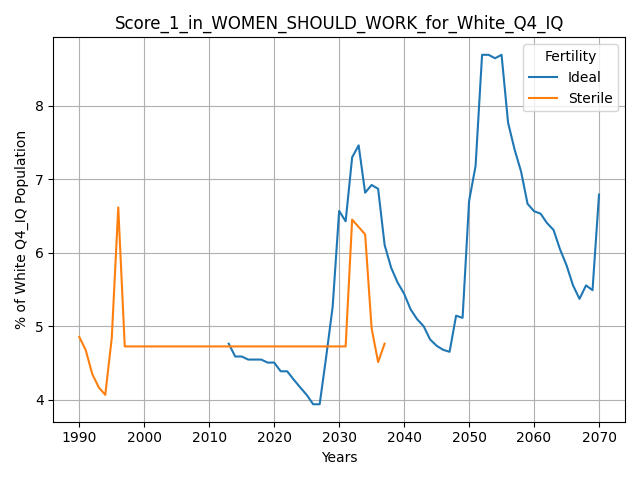 Score_1_in_WOMEN_SHOULD_WORK_for_White_Q4_IQ
Fertility
Ideal
Sterile
% of White Q4_IQ Population
8
7
6
5
4
1990 2000 2010 2020 2030 2040 2050 2060 2070
Years